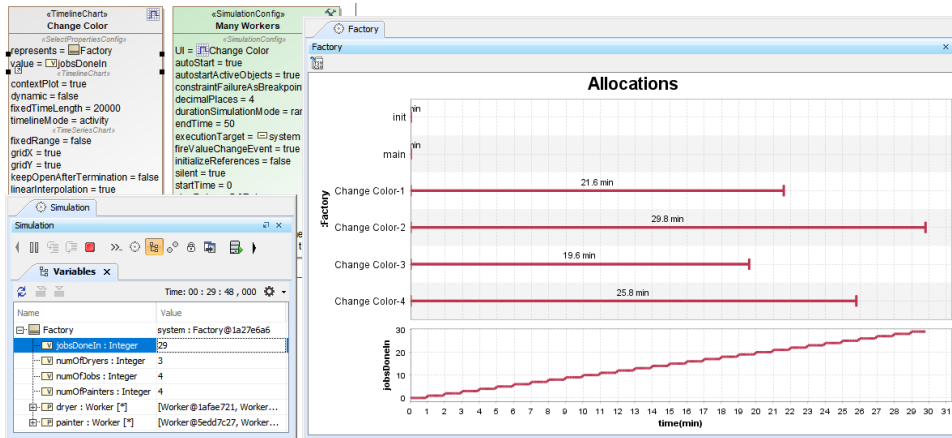 «TimelineChart»
Change Color
«SelectPropertiesConfig»
represents = Factory
value = V jobsDoneIn
«TimelineChart»
contextPlot = true
dynamic = false
fixedTimeLength = 20000
timelineMode = activity
«TimeSeriesChart»
fixedRange = false
gridX = true
gridY = true
keepOpenAfterTermination = false
linearInterpolation = true
«SimulationConfig»
Many Workers
«SimulationConfig»
UI = Change Color
autoStart = true
autostartActiveObjects = true
constraintFailureAsBreakpoin
decimalPlaces = 4
durationSimulationMode = ran
endTime = 50
executionTarget = system
fireValueChangeEvent = true
initializeReferences = false
silent = true
startTime = 0
Simulation
Simulation
Variables
Time: 00 : 29 : 48 , 000
Name Value
Factory system : Factory@1a27e6a6
V jobsDoneIn : Integer 29
V numOfDryers : Integer 3
V numOfJobs : Integer 4
V numOfPainters : Integer 4
P dryer : Worker [*] [Worker@1afae721, Worker...
P painter : Worker [*] [Worker@5edd7c27, Worker...
Factory
Factory
Allocations
:Factory
init
min
main
min
Change Color-1
21.6 min
Change Color-2
29.8 min
Change Color-3
19.6 min
Change Color-4
25.8 min
jobsDoneIn
30
20
10
0
0 1 2 3 4 5 6 7 8 9 10 11 12 13 14 15 16 17 18 19 20 21 22 23 24 25 26 27 28 29 30 31
time(min)